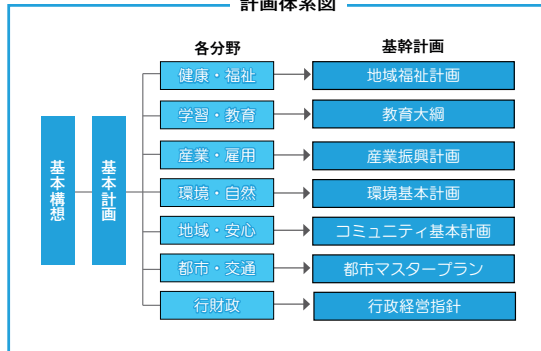 計画体系図
各分野
基幹計画
基本構想
基本計画
健康・福祉
地域福祉計画
学習・教育
教育大綱
産業・雇用
産業振興計画
環境・自然
環境基本計画
地域・安心
コミュニティ基本計画
都市・交通
都市マスタープラン
行財政
行政経営指針